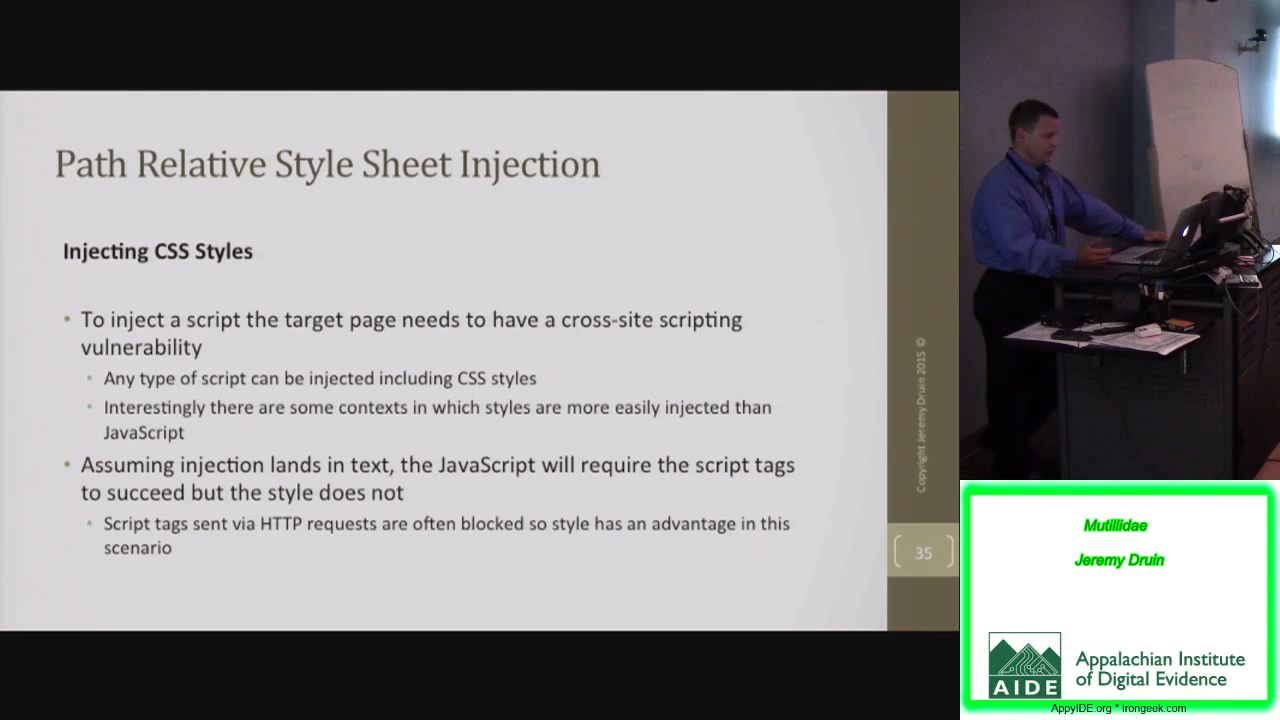 Path Relative Style Sheet Injection
Injecting CSS Styles
• To inject a script the target page needs to have a cross-site scripting
vulnerability
• Any type of script can be injected including CSS styles
• Interestingly there are some contexts in which styles are more easily injected than
JavaScript
• Assuming injection lands in text, the JavaScript will require the script tags
to succeed but the style does not
• Script tags sent via HTTP requests are often blocked so style has an advantage in this
scenario
Copyright Jeremy Druin 2015 ©
35
Mutillidae
Jeremy Druin
AIDE
Appalachian Institute
of Digital Evidence
AppyIDE.org * Irongeek.com